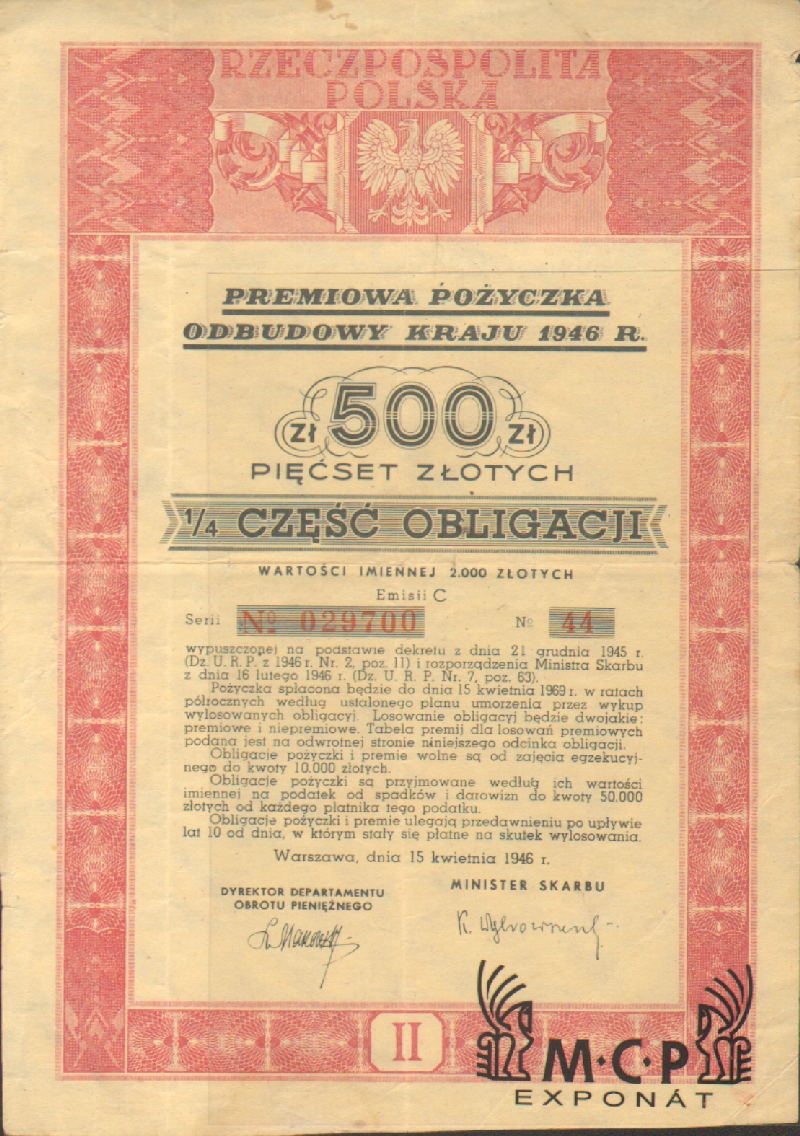 RZECZPOSPOLITA
POLSKA
PREMIOWA POŻYCZKA
ODBUDOWY KRAJU 1946 R.
ZŁ 500 ZŁ
PIĘĆSET ZŁOTYCH
1/4 CZĘŚĆ OBLIGACJI
WARTOŚCI IMIENNEJ 2.000 ZŁOTYCH
Emisii C
Serii № 029700 № 44
wypuszczonej na podstawie dekretu z dnia 21 grudnia 1945 r.
(Dz. U. R. P. z 1946 r. Nr. 2, poz. 11) i rozporządzenia Ministra Skarbu
z dnia 16 lutego 1946 r. (Dz. U. R. P. Nr. 7, poz. 63).
Pożyczka spłacona będzie do dnia 15 kwietnia 1969 r. w ratach
półrocznych według ustalonego planu umorzenia przez wykup
wylosowanych obligacyj. Losowanie obligacyj będzie dwojakie:
premiowe i niepremiowe. Tabela premij dla losowań premiowych
podana jest na odwrotnej stronie niniejszego odcinka obligacji.
Obligacje pożyczki i premie wolne są od zajęcia egzekucyj-
nego do kwoty 10.000 złotych.
Obligacje pożyczki są przyjmowane według ich wartości
imiennej na podatek od spadków i darowizn do kwoty 50.000
złotych od każdego płatnika tego podatku.
Obligacje pożyczki i premie ulegają przedawnieniu po upływie
lat 10 od dnia, w którym stały się płatne na skutek wylosowania.
Warszawa, dnia 15 kwietnia 1946 r.
DYREKTOR DEPARTAMENTU
OBROTU PIENIĘŻNEGO
MINISTER SKARBU
II
M·C·P
EXPONÁT